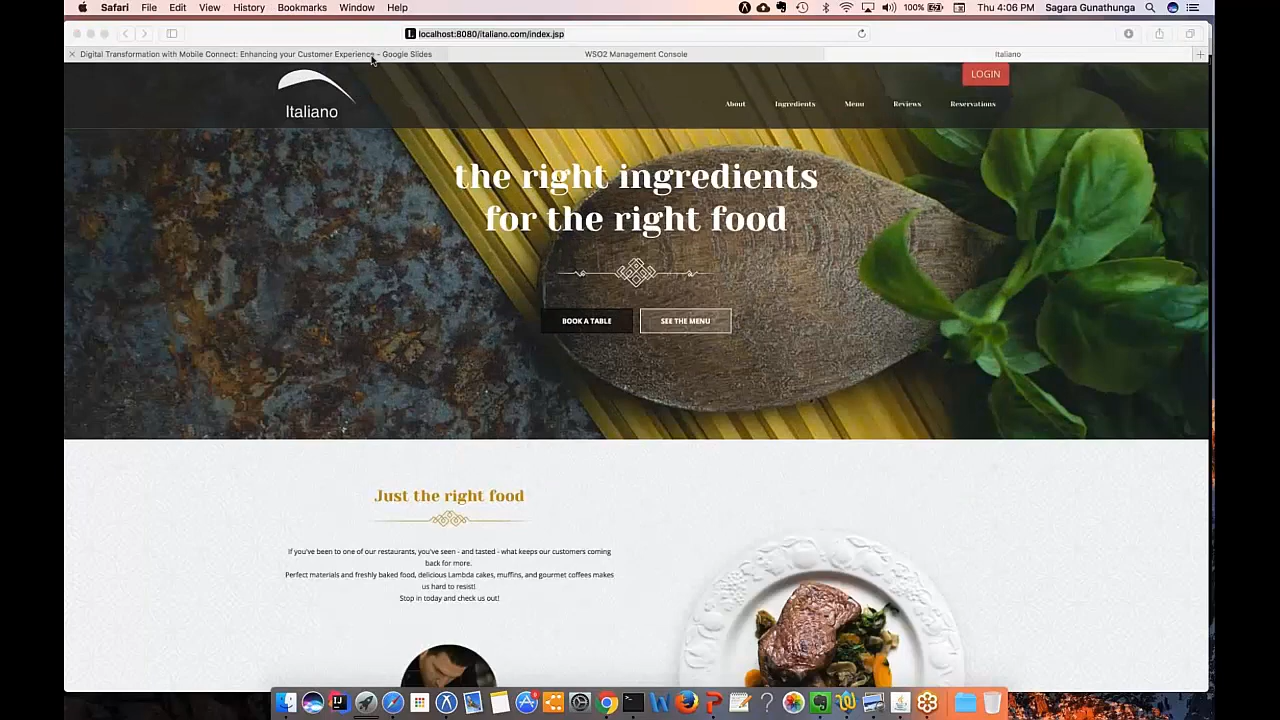 Safari File Edit View History Bookmarks Window Help 100% Thu 4:06 PM Sagara Gunathunga
localhost:8080/italiano.com/index.jsp
Digital Transformation with Mobile Connect: Enhancing your Customer Experience - Google Slides WSO2 Management Console Italiano
LOGIN
Italiano
About Ingredients Menu Reviews Reservations
the right ingredients
for the right food
BOOK A TABLE SEE THE MENU
Just the right food
If you've been to one of our restaurants, you've seen - and tasted - what keeps our customers coming
back for more.
Perfect materials and freshly baked food, delicious Lambda cakes, muffins, and gourmet coffees makes
us hard to resist!
Stop in today and check us out!